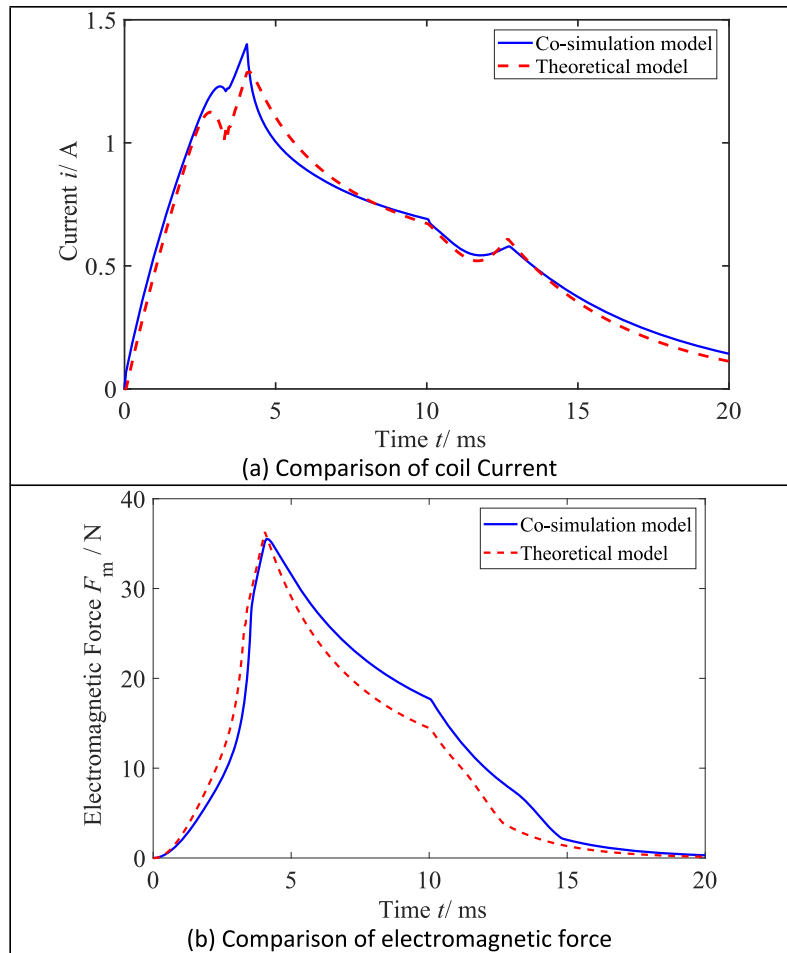 1.5
Co-simulation model
Theoretical model
1
Current i/ A
0.5
0
0
5
10
15
20
Time t/ ms
(a) Comparison of coil Current
40
Co-simulation model
Theoretical model
30
Electromagnetic Force Fm / N
20
10
0
0
5
10
15
20
Time t/ ms
(b) Comparison of electromagnetic force